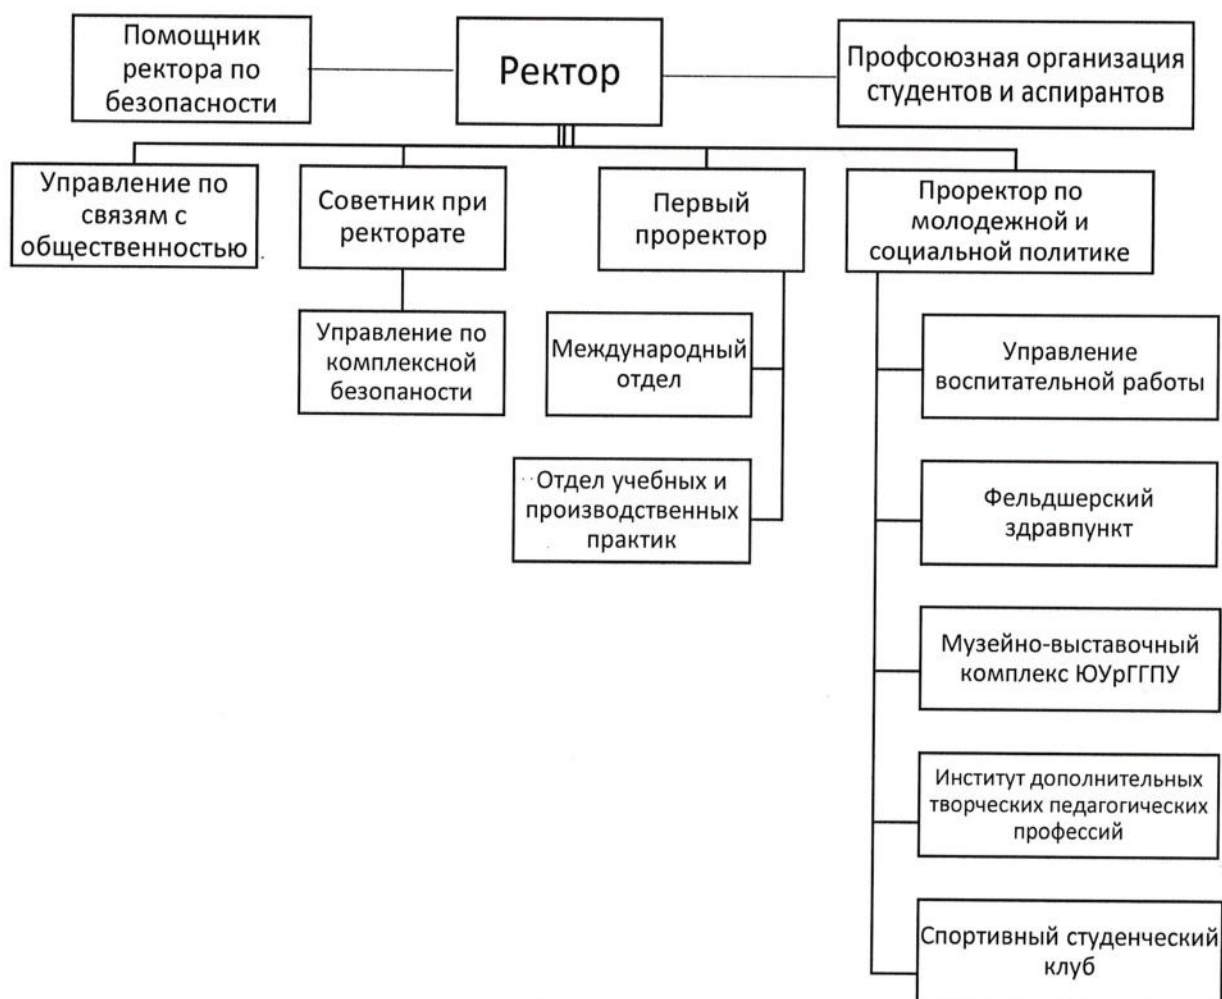 Помощник
ректора по
безопасности
Ректор
Профсоюзная организация
студентов и аспирантов
Управление по
связям с
общественностью
Советник при
ректорате
Первый
проректор
Проректор по
молодежной и
социальной политике
Управление по
комплексной
безопаности
Международный
отдел
Отдел учебных и
производственных
практик
Управление
воспитательной работы
Фельдшерский
здравпункт
Музейно-выставочный
комплекс ЮУрГГПУ
Институт дополнительных
творческих педагогических
профессий
Спортивный студенческий
клуб